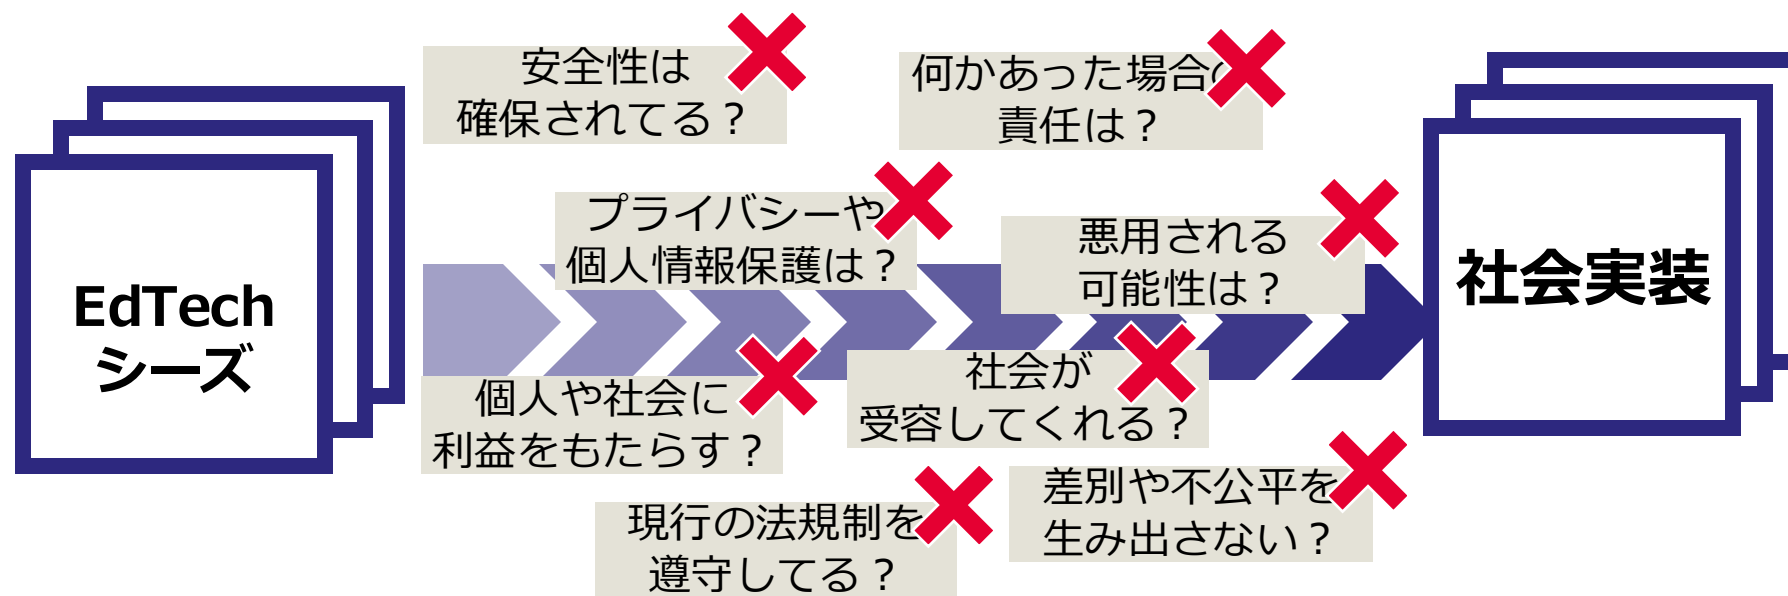 EdTech
シーズ
安全性は
確保されてる？
何かあった場合の
責任は？
プライバシーや
個人情報保護は？
悪用される
可能性は？
個人や社会に
利益をもたらす？
社会が
受容してくれる？
現行の法規制を
遵守してる？
差別や不公平を
生み出さない？
社会実装